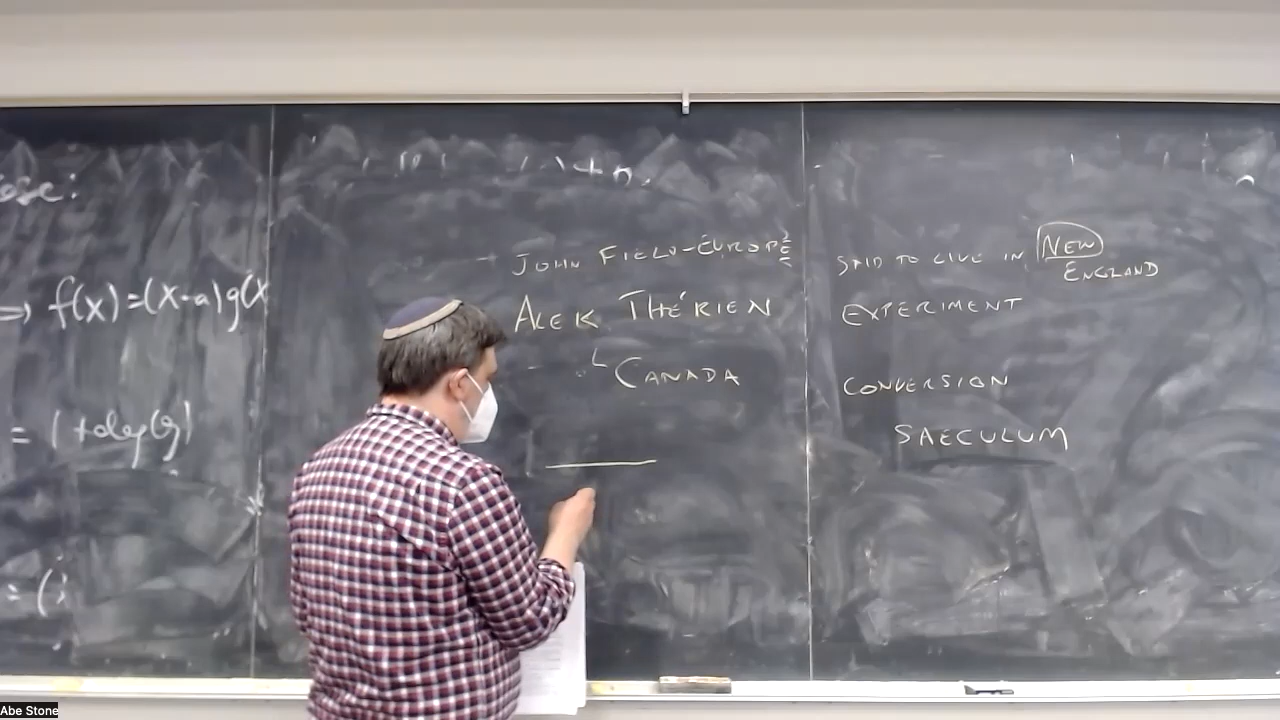 ⇒ f(x)=(x-a)g(x
= 1+deg(g)
= (
JOHN FIELD-EUROPE
ALEK THÉRIEN
CANADA
SAID TO LIVE IN NEW
ENGLAND
EXPERIMENT
CONVERSION
SAECULUM
Abe Stone